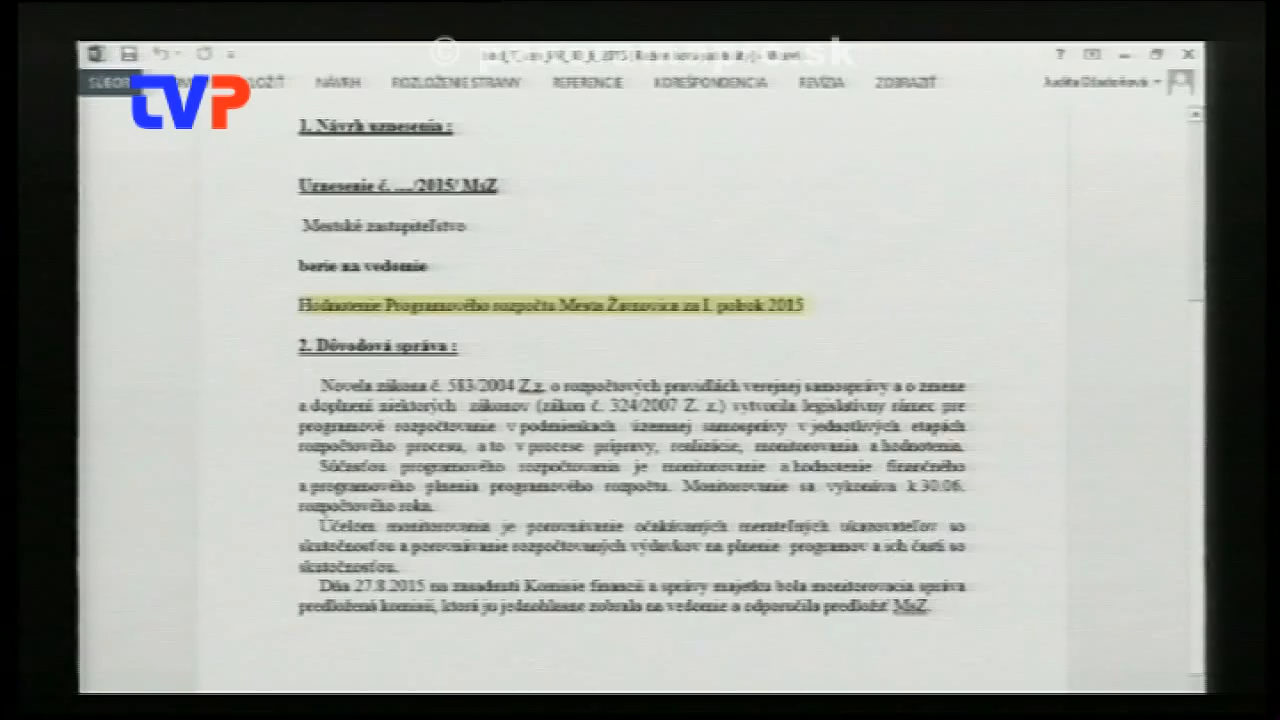 SÚBOR
NÁVRH ROZLOŽENIE STRANY REFERENCIE KOREŠPONDENCIA REVÍZIA ZOBRAZIŤ
TVP
1. Návrh uznesenia :
Uznesenie č. ..../2015/ MsZ
Mestské zastupiteľstvo
berie na vedomie
Hodnotenie Programového rozpočtu Mesta Žarnovica za I. polrok 2015
2. Dôvodová správa :
Novela zákona č. 583/2004 Z.z. o rozpočtových pravidlách verejnej samosprávy a o zmene
a doplnení niektorých zákonov (zákon č. 324/2007 Z. z.) vytvorila legislatívny rámec pre
programové rozpočtovanie v podmienkach územnej samosprávy v jednotlivých etapách
rozpočtového procesu, a to v procese prípravy, realizácie, monitorovania a hodnotenia.
Súčasťou programového rozpočtovania je monitorovanie a hodnotenie finančného
a programového plnenia programového rozpočtu. Monitorovanie sa vykonáva k 30.06.
rozpočtového roka.
Účelom monitorovania je porovnávanie očakávaných merateľných ukazovateľov so
skutočnosťou a porovnávanie rozpočtovaných výdavkov na plnenie programov a ich častí so
skutočnosťou.
Dňa 27.8.2015 na zasadnutí Komisie financií a správy majetku bola monitorovacia správa
predložená komisii, ktorá ju jednohlasne zobrala na vedomie a odporučila predložiť MsZ.